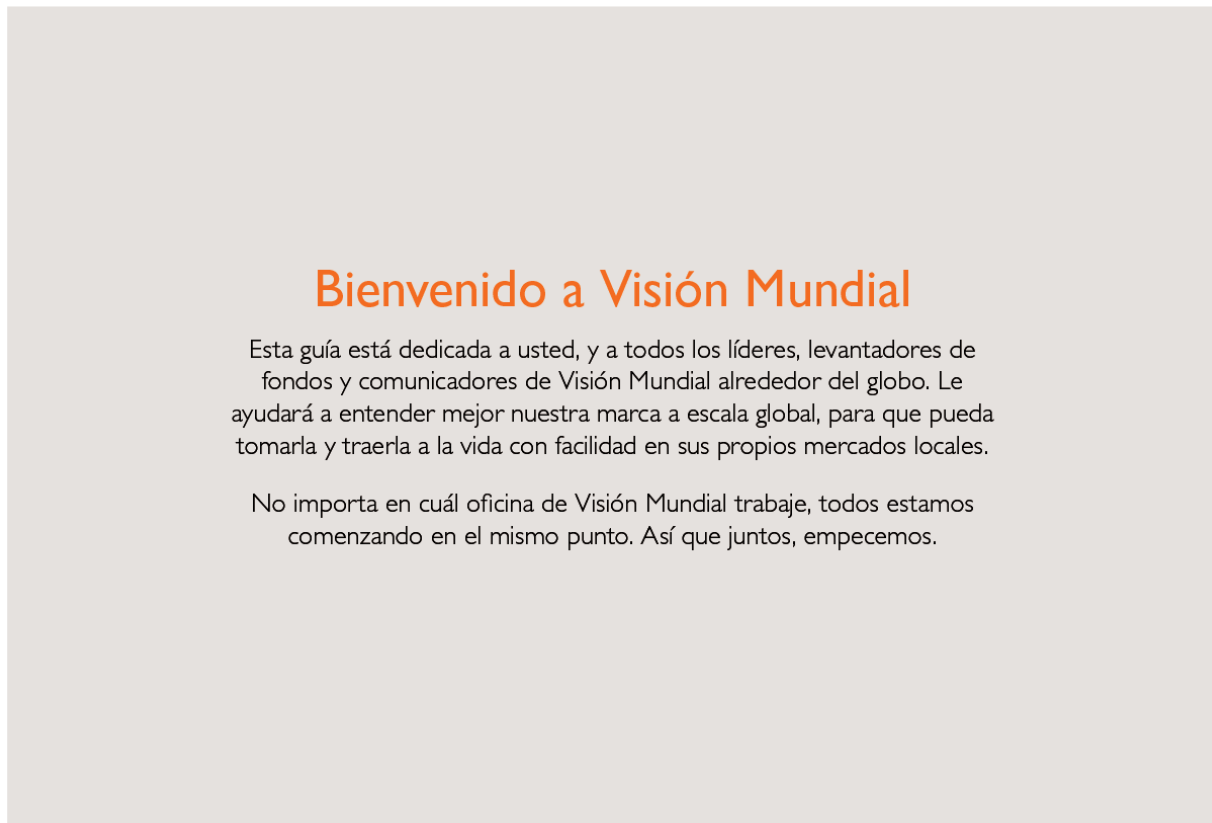 Bienvenido a Visión Mundial
Esta guía está dedicada a usted, y a todos los líderes, levantadores de
fondos y comunicadores de Visión Mundial alrededor del globo. Le
ayudará a entender mejor nuestra marca a escala global, para que pueda
tomarla y traerla a la vida con facilidad en sus propios mercados locales.
No importa en cuál oficina de Visión Mundial trabaje, todos estamos
comenzando en el mismo punto. Así que juntos, empecemos.